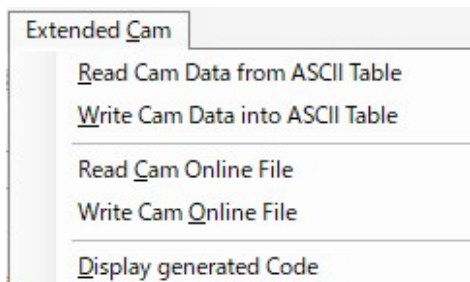 Extended Cam
Read Cam Data from ASCII Table
Write Cam Data into ASCII Table
Read Cam Online File
Write Cam Online File
Display generated Code